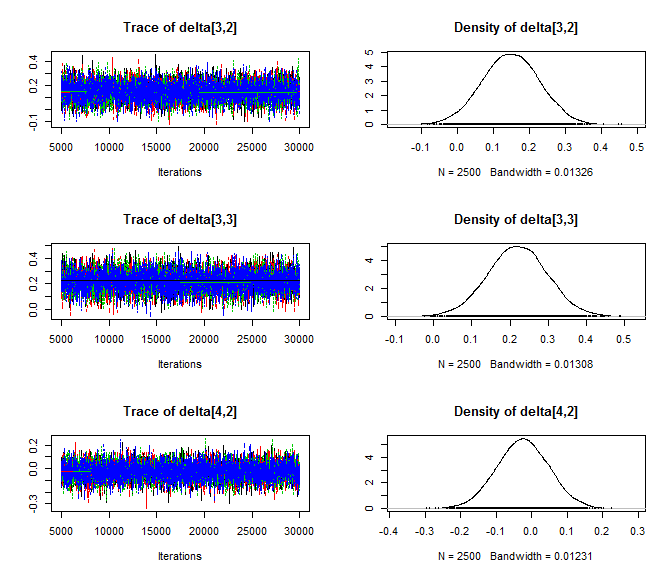 Trace of delta[3,2]
-0.1 0.2 0.4
5000 10000 15000 20000 25000 30000
Iterations
Density of delta[3,2]
0 1 2 3 4 5
-0.1 0.0 0.1 0.2 0.3 0.4 0.5
N = 2500 Bandwidth = 0.01326
Trace of delta[3,3]
0.0 0.2 0.4
5000 10000 15000 20000 25000 30000
Iterations
Density of delta[3,3]
0 2 4
-0.1 0.0 0.1 0.2 0.3 0.4 0.5
N = 2500 Bandwidth = 0.01308
Trace of delta[4,2]
-0.3 0.0 0.2
5000 10000 15000 20000 25000 30000
Iterations
Density of delta[4,2]
0 2 4
-0.4 -0.3 -0.2 -0.1 0.0 0.1 0.2 0.3
N = 2500 Bandwidth = 0.01231